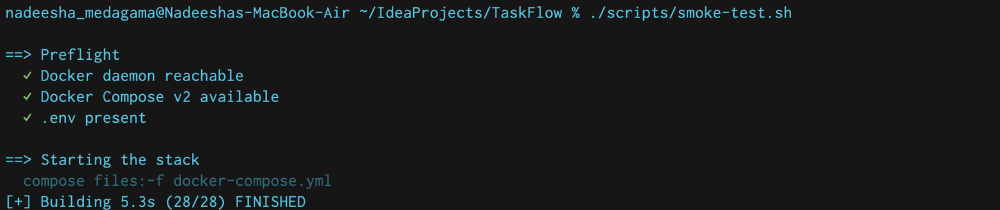 nadeesha_medagama@Nadeeshas-MacBook-Air ~/IdeaProjects/TaskFlow % ./scripts/smoke-test.sh
==> Preflight
✓ Docker daemon reachable
✓ Docker Compose v2 available
✓ .env present
==> Starting the stack
compose files:-f docker-compose.yml
[+] Building 5.3s (28/28) FINISHED